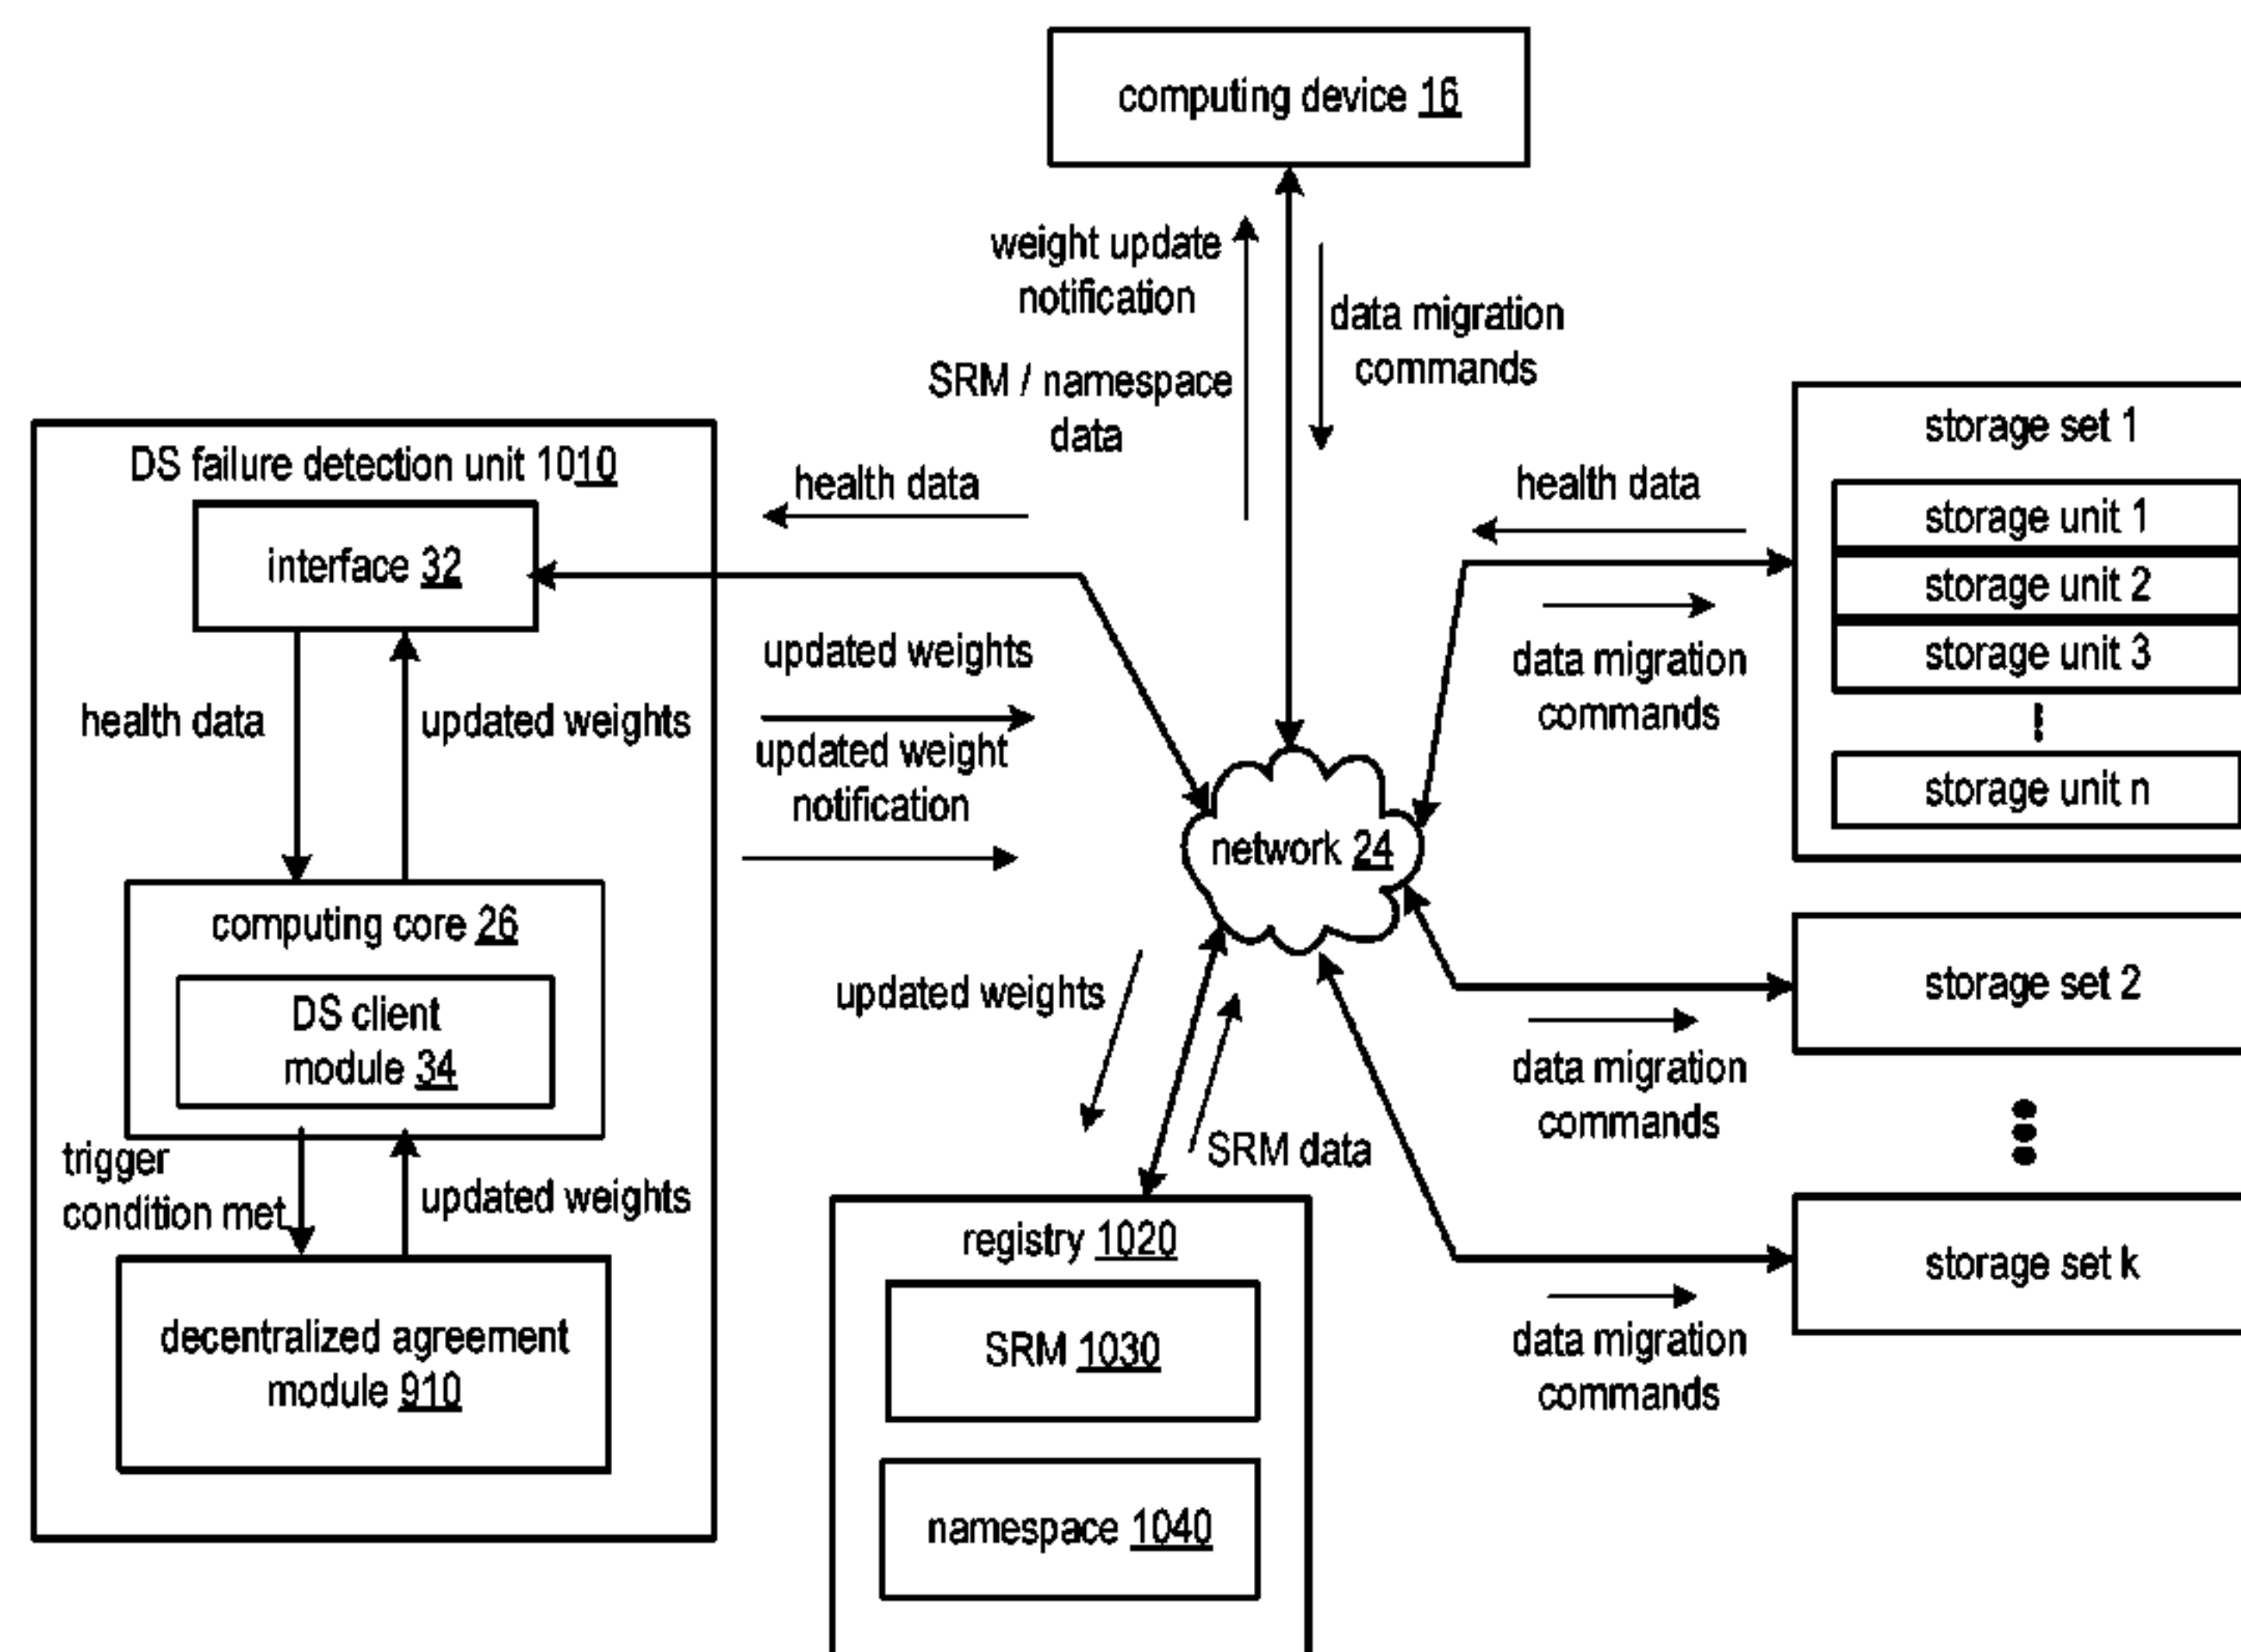 computing device 16
weight update
notification
SRM / namespace
data
data migration
commands
DS failure detection unit 1010
interface 32
health data
updated weights
computing core 26
DS client
module 34
trigger
condition met
updated weights
decentralized agreement
module 910
health data
updated weights
updated weight
notification
network 24
updated weights
SRM data
registry 1020
SRM 1030
namespace 1040
health data
data migration
commands
storage set 1
storage unit 1
storage unit 2
storage unit 3
storage unit n
storage set 2
data migration
commands
storage set k
data migration
commands